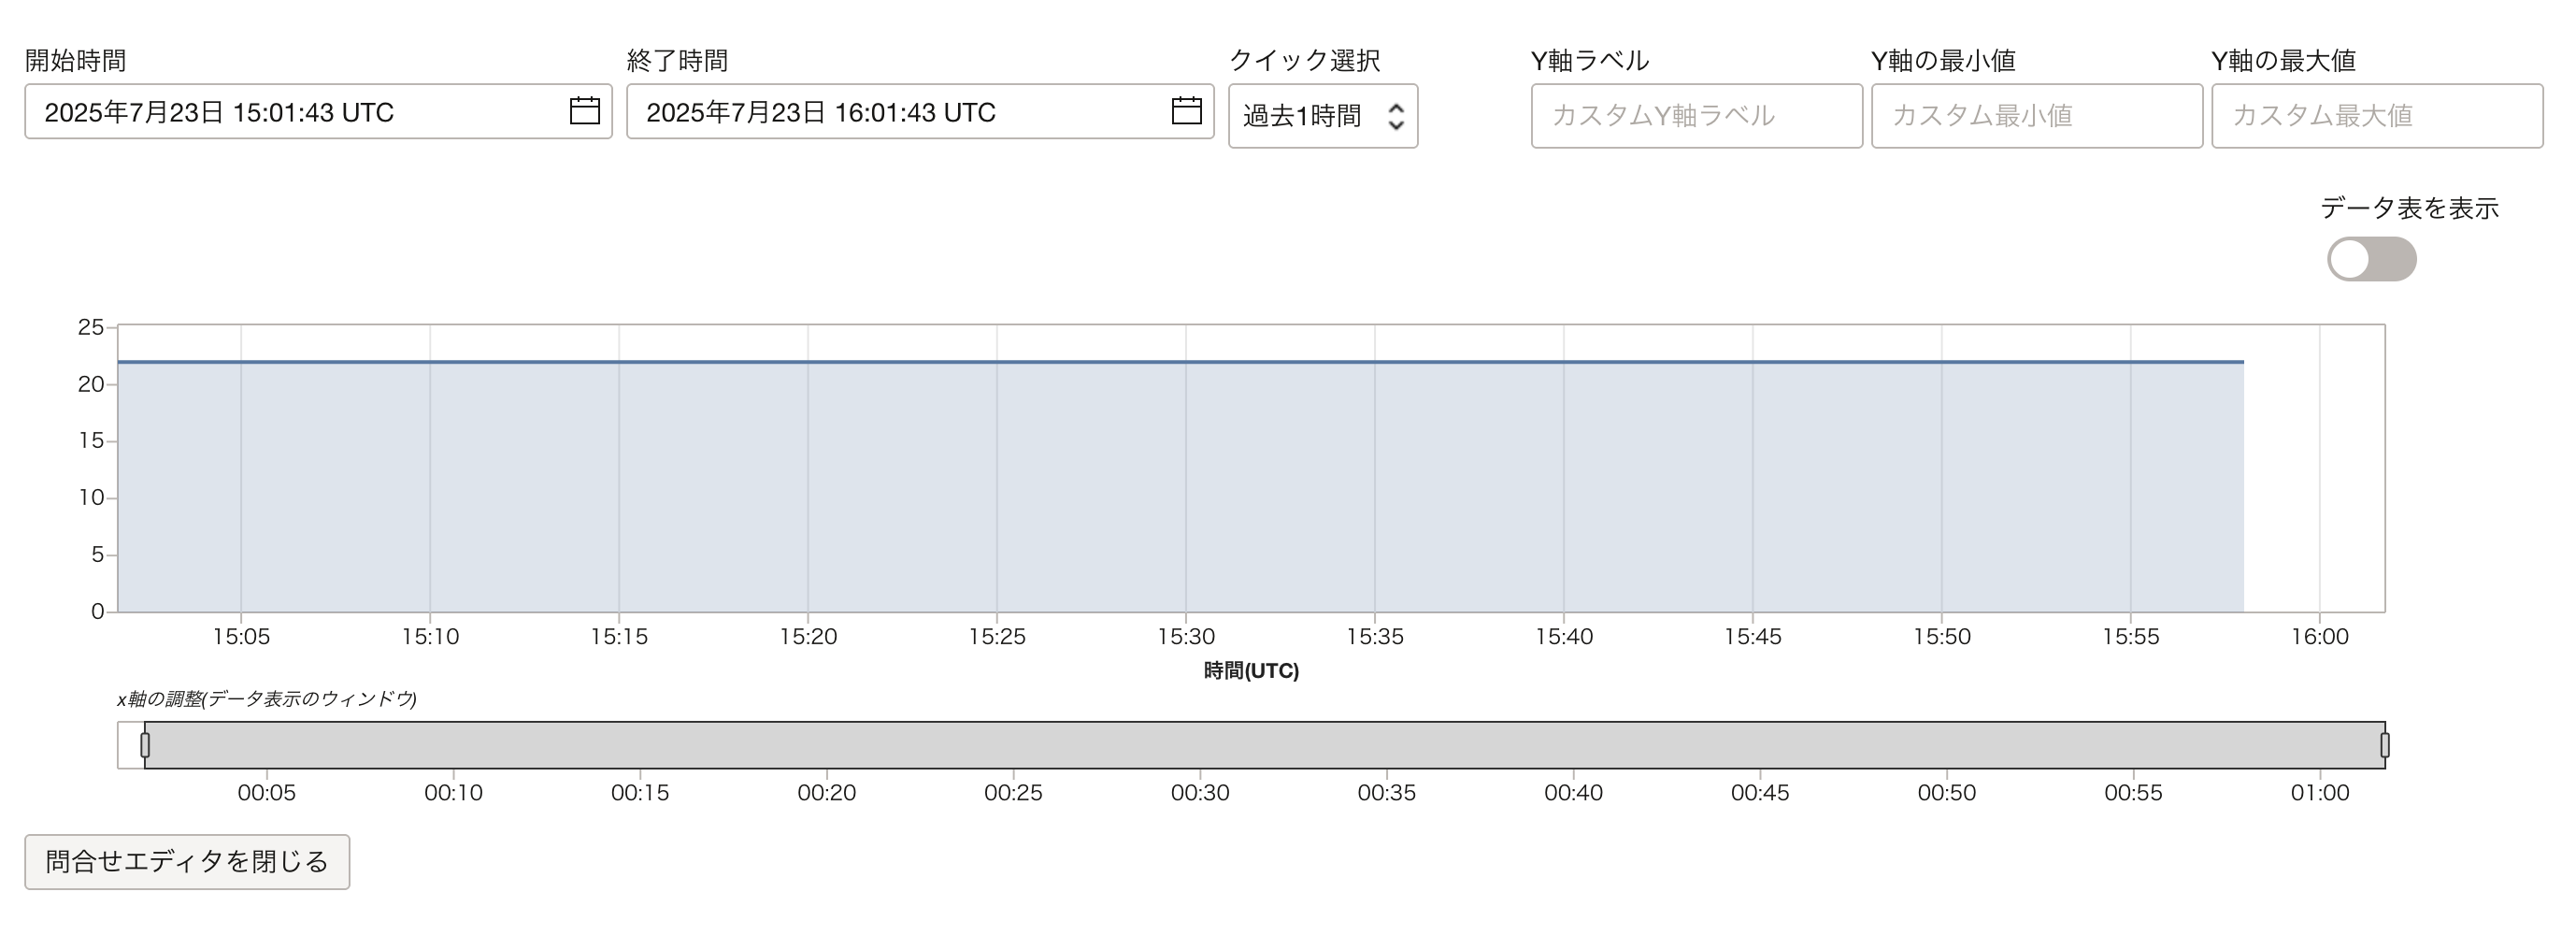 開始時間
終了時間
クイック選択
Y軸ラベル
Y軸の最小値
Y軸の最大値
2025年7月23日 15:01:43 UTC
2025年7月23日 16:01:43 UTC
過去1時間
カスタムY軸ラベル
カスタム最小値
カスタム最大値
データ表を表示
25
20
15
10
5
0
15:05
15:10
15:15
15:20
15:25
15:30
15:35
15:40
15:45
15:50
15:55
16:00
時間(UTC)
x軸の調整(データ表示のウィンドウ)
00:05
00:10
00:15
00:20
00:25
00:30
00:35
00:40
00:45
00:50
00:55
01:00
問合せエディタを閉じる